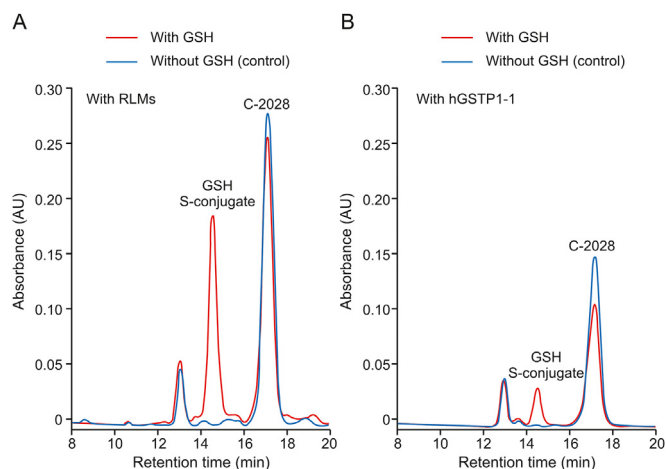 A
With GSH
Without GSH (control)
With RLMs
C-2028
GSH
S-conjugate
0.30
0.25
0.20
0.15
0.10
0.05
0
Absorbance (AU)
8 10 12 14 16 18 20
Retention time (min)
B
With GSH
Without GSH (control)
With hGSTP1-1
C-2028
GSH
S-conjugate
0.30
0.25
0.20
0.15
0.10
0.05
0
Absorbance (AU)
8 10 12 13 14 16 18 20
Retention time (min)